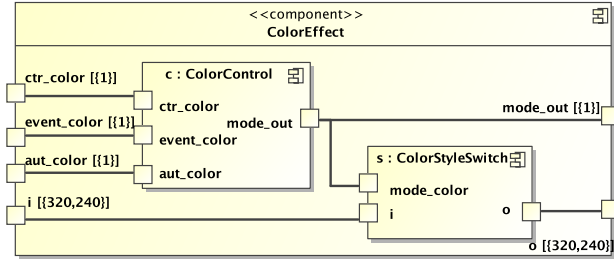 <<component>>
ColorEffect
ctr_color [{1}]
c : ColorControl
ctr_color
event_color [{1}]
mode_out
mode_out [{1}]
event_color
aut_color [{1}]
aut_color
s : ColorStyleSwitch
mode_color
i [{320,240}]
i
o
o [{320,240}]